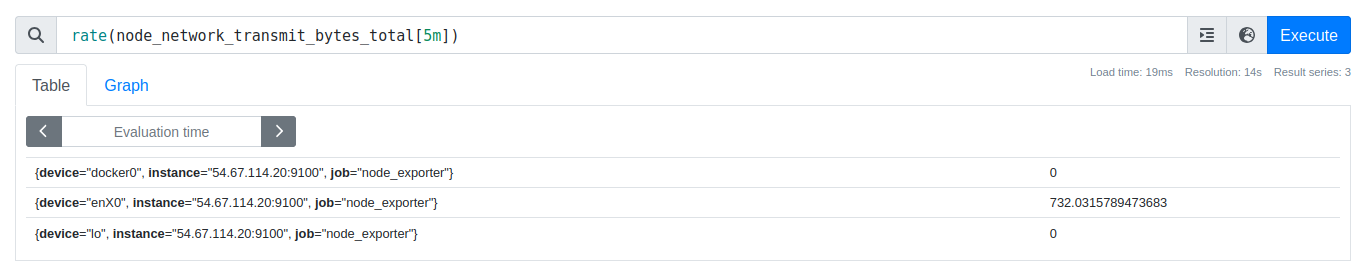 rate(node_network_transmit_bytes_total[5m])
Execute
Load time: 19ms Resolution: 14s Result series: 3
Table Graph
Evaluation time
{device="docker0", instance="54.67.114.20:9100", job="node_exporter"} 0
{device="enX0", instance="54.67.114.20:9100", job="node_exporter"} 732.0315789473683
{device="lo", instance="54.67.114.20:9100", job="node_exporter"} 0